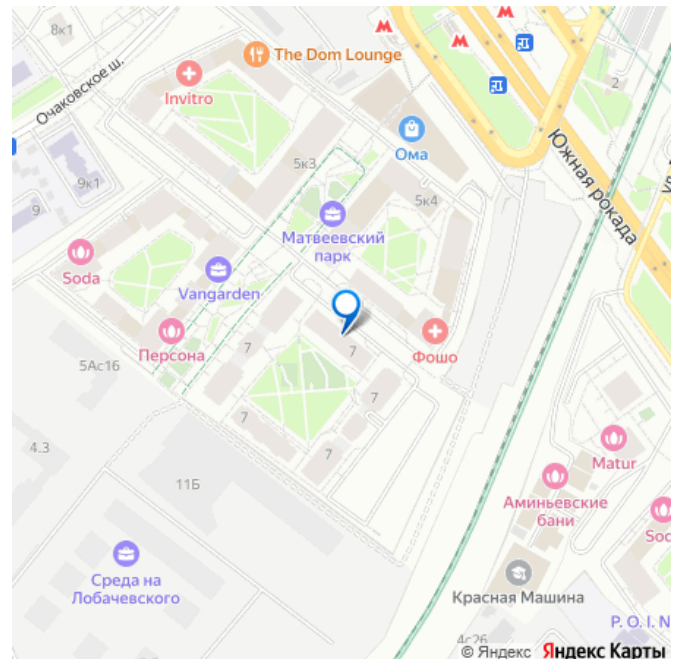 8к1
М
М
М
2
The Dom Lounge
Очаковское ш.
Invitro
Ома
Южная рокада
5к3
9к1
5к4
9
Матвеевский
парк
Soda
Vangarden
Персона
7
7
Фошо
5Ас16
7
7
7
4.3
11Б
Matur
Аминьевские
бани
Среда на
Лобачевского
Красная Машина
P. O. I. N
4с26
© Яндекс Яндекс Карты